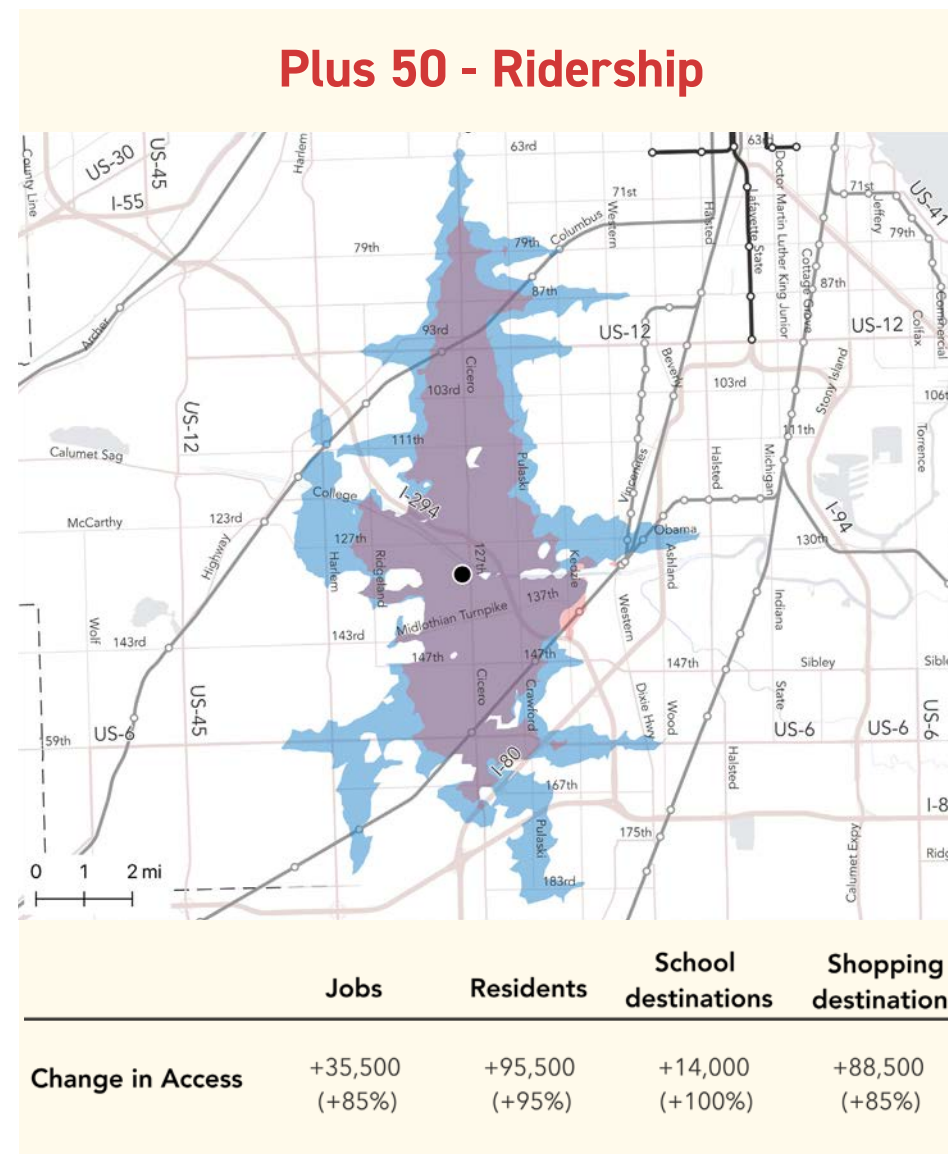 Plus 50 - Ridership
63rd
63rd
County Line
US-30
US-45
Harlem
I-55
71st
71st
US-41
Columbus
Western
Halsted
Lafayette
State
Doctor Martin Luther King Junior
Jeffery
79th
79th
79th
Cottage Grove
87th
87th
Commercial
Archer
93rd
US-12
US-12
Colfax
Cicero
Beverly
103rd
103rd
Stony Island
106t
US-12
111th
111th
Calumet Sag
Pulaski
Vincennes
Halsted
Michigan
Torrence
College
I-294
I-94
McCarthy
123rd
Obama
127th
127th
130th
Highway
Harlem
Ridgeland
Kedzie
Ashland
137th
Midlothian Turnpike
Western
Indiana
Wolf
143rd
143rd
147th
147th
147th
Sibley
Sible
US-45
Cicero
Crawford
Dixie Hwy
Wood
State
US-6
59th
US-6
US-6
US-6
I-80
Halsted
167th
I-8
Pulaski
175th
Calumet Expy
Ridg
0 1 2 mi
183rd
Jobs Residents School destinations Shopping destination
Change in Access +35,500 +95,500 +14,000 +88,500
(+85%) (+95%) (+100%) (+85%)